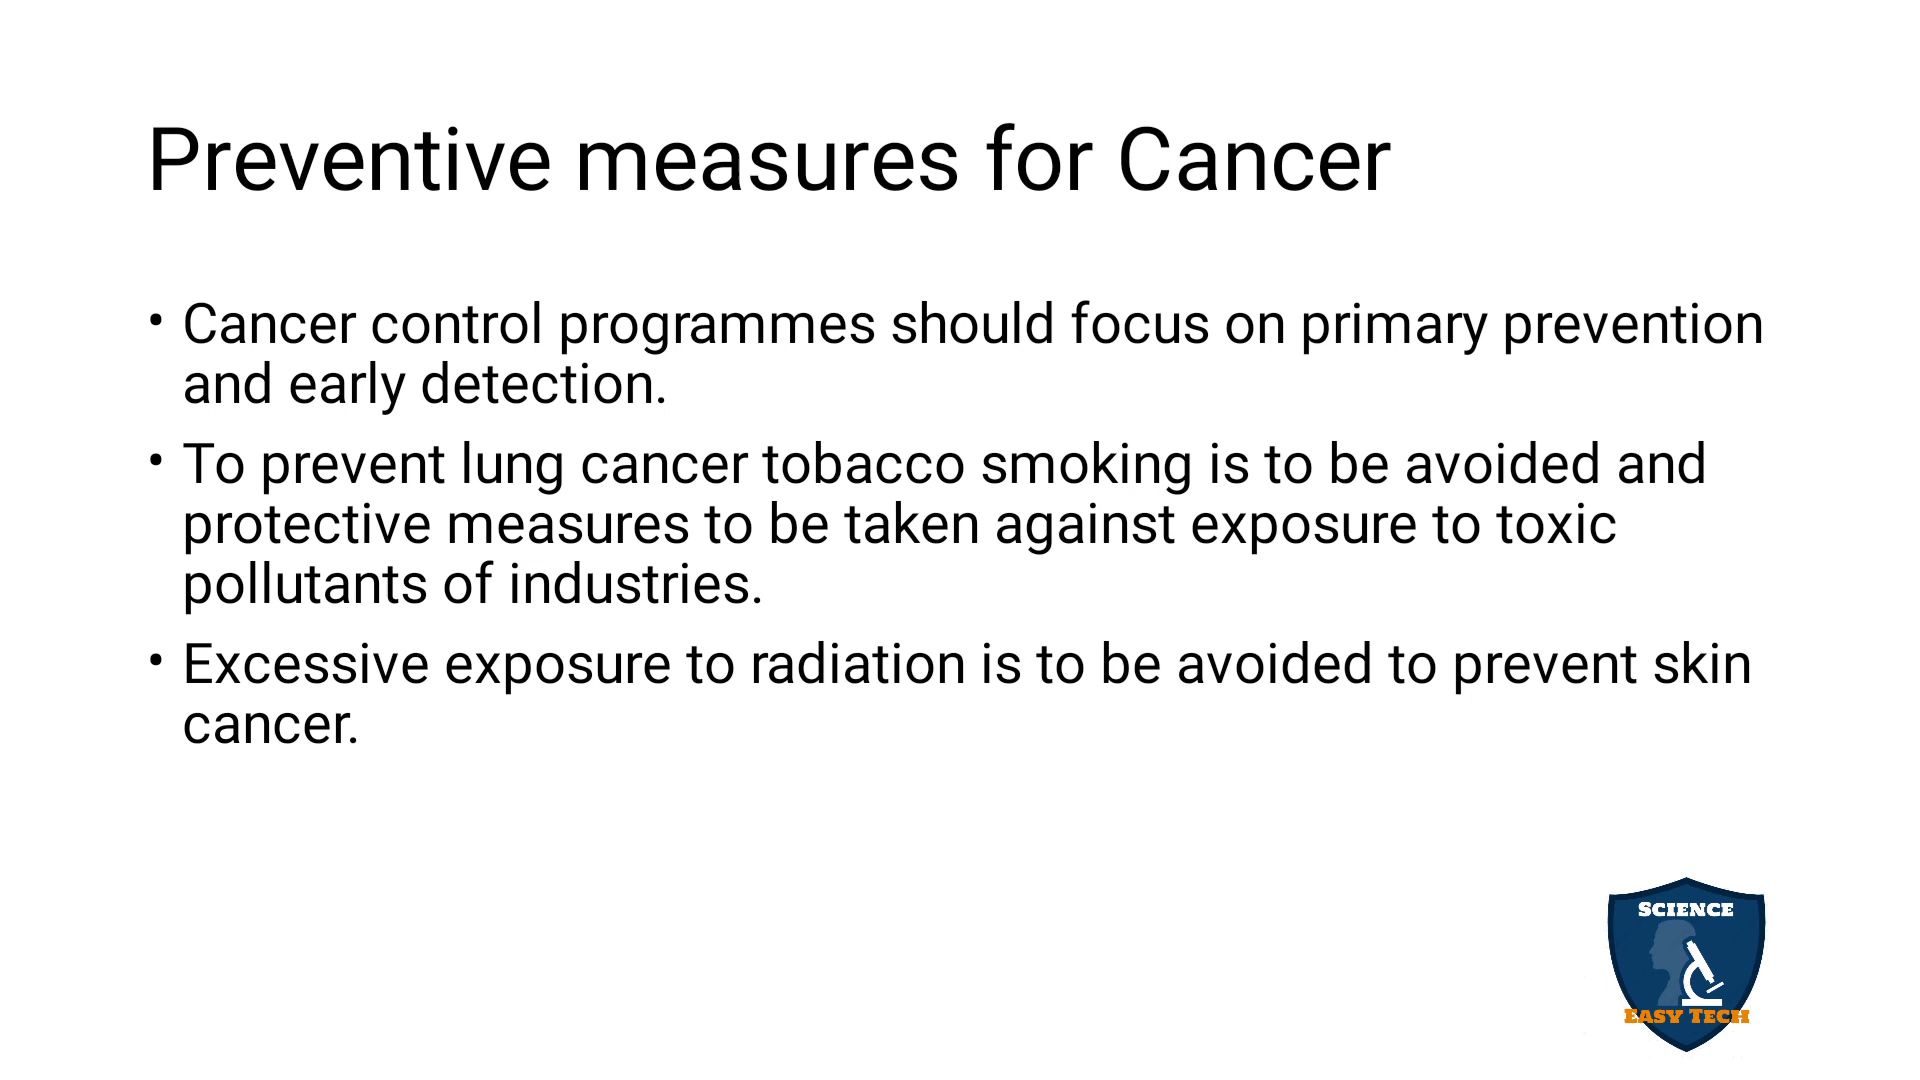 Preventive measures for Cancer
• Cancer control programmes should focus on primary prevention
and early detection.
• To prevent lung cancer tobacco smoking is to be avoided and
protective measures to be taken against exposure to toxic
pollutants of industries.
• Excessive exposure to radiation is to be avoided to prevent skin
cancer.
SCIENCE
EASY TECH